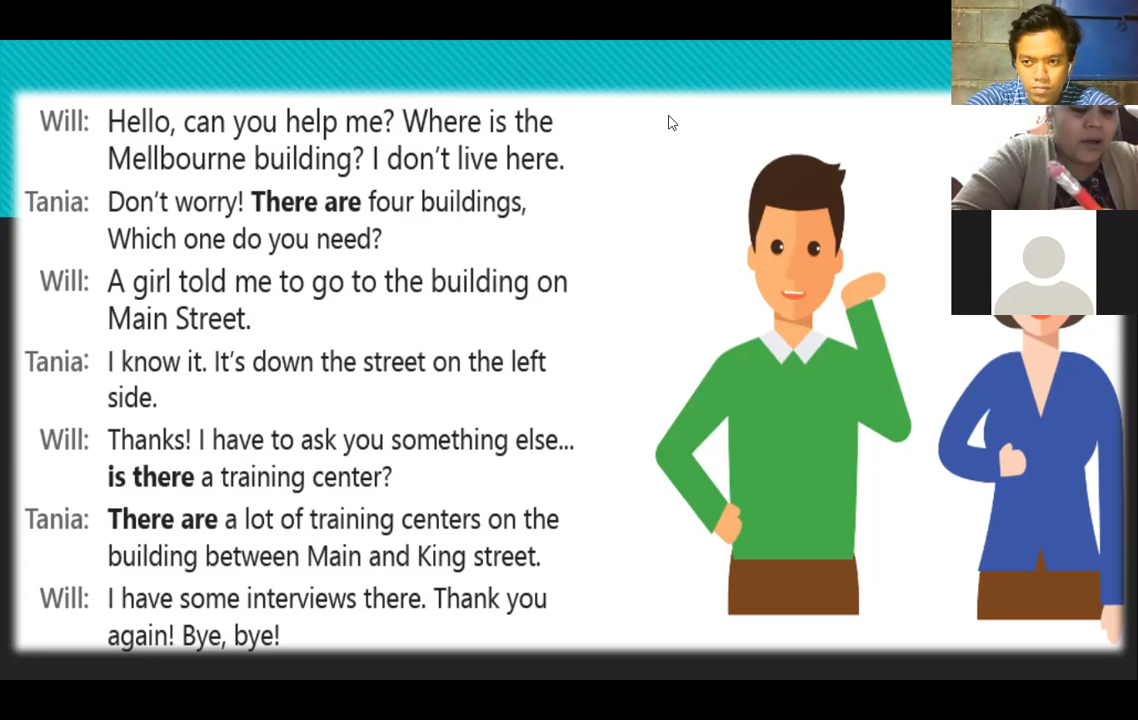 Will: Hello, can you help me? Where is the
Mellbourne building? I don't live here.
Tania: Don't worry! There are four buildings,
Which one do you need?
Will: A girl told me to go to the building on
Main Street.
Tania: I know it. It's down the street on the left
side.
Will: Thanks! I have to ask you something else...
is there a training center?
Tania: There are a lot of training centers on the
building between Main and King street.
Will: I have some interviews there. Thank you
again! Bye, bye!